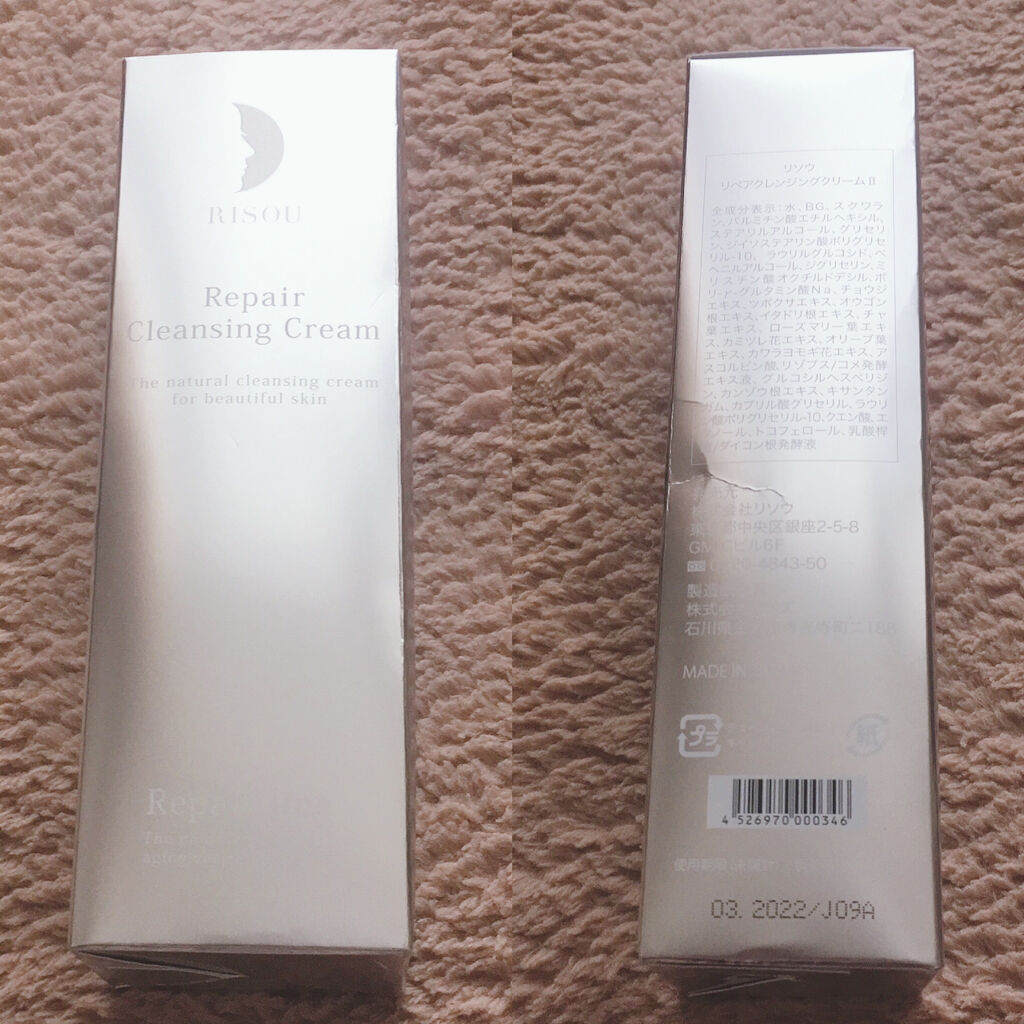 RISOU
Repair
Cleansing Cream
The natural cleansing cream
for beautiful skin
リソウ
リペアクレンジングクリームⅡ
全成分表示:水、BG、スクワラ
ン、パルミチン酸エチルヘキシル、
ステアリルアルコール、グリセリ
ン、ジイソステアリン酸ポリグリセ
リル-10、ラウリルグルコシド、ベ
ヘニルアルコール、ジグリセリン、ミ
リスチン酸オクチルドデシル、ポ
リγ-グルタミン酸Na、チョウジ
エキス、ツボクサエキス、オウゴン
根エキス、イタドリ根エキス、チャ
葉エキス、ローズマリー葉エキ
ス、カミツレ花エキス、オリーブ葉
エキス、カワラヨモギ花エキス、ア
スコルビン酸、リゾプス/コメ発酵
エキス液、グルコシルヘスペリジ
ン、カンゾウ根エキス、キサンタン
ガム、カプリル酸グリセリル、ラウリ
ン酸ポリグリセリル-10、クエン酸、エ
ノール、トコフェロール、乳酸桿
/ダイコン根発酵液
リソウ
中央区銀座2-5-8
ビル6F
4843-50
株式
石川県
MADE IN
プラ
紙
4 526970 000346
使用期限
03. 2022/J09A